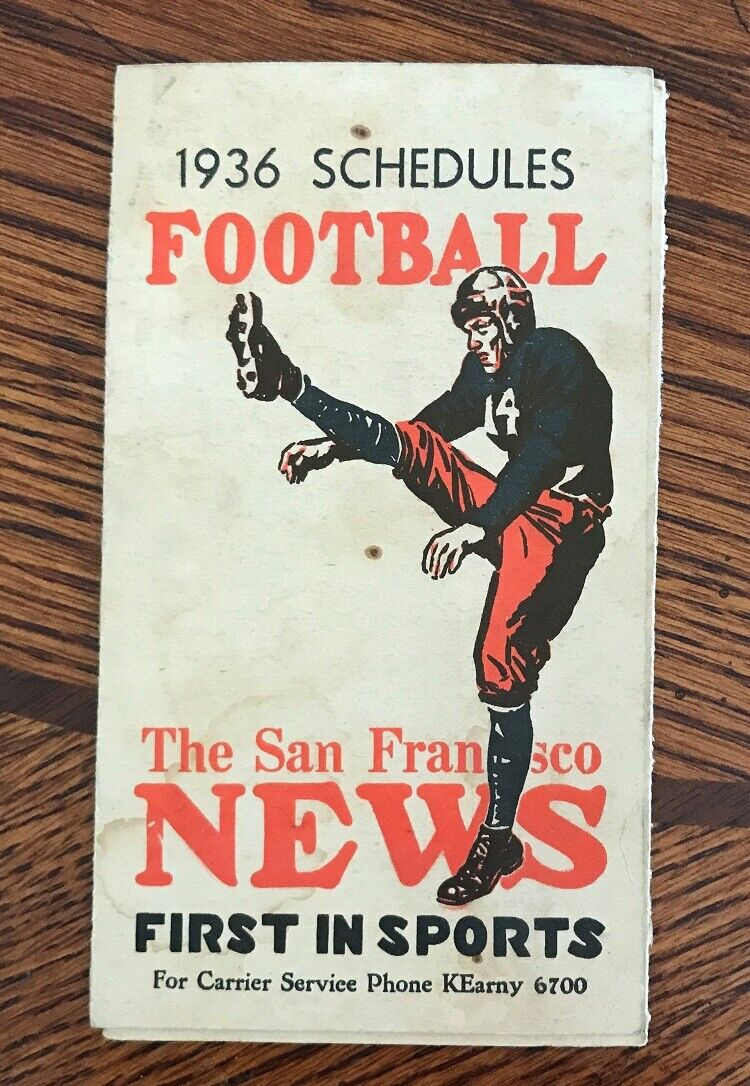 1936 SCHEDULES
FOOTBALL
14
The San Francisco
NEWS
FIRST IN SPORTS
For Carrier Service Phone KEarny 6700